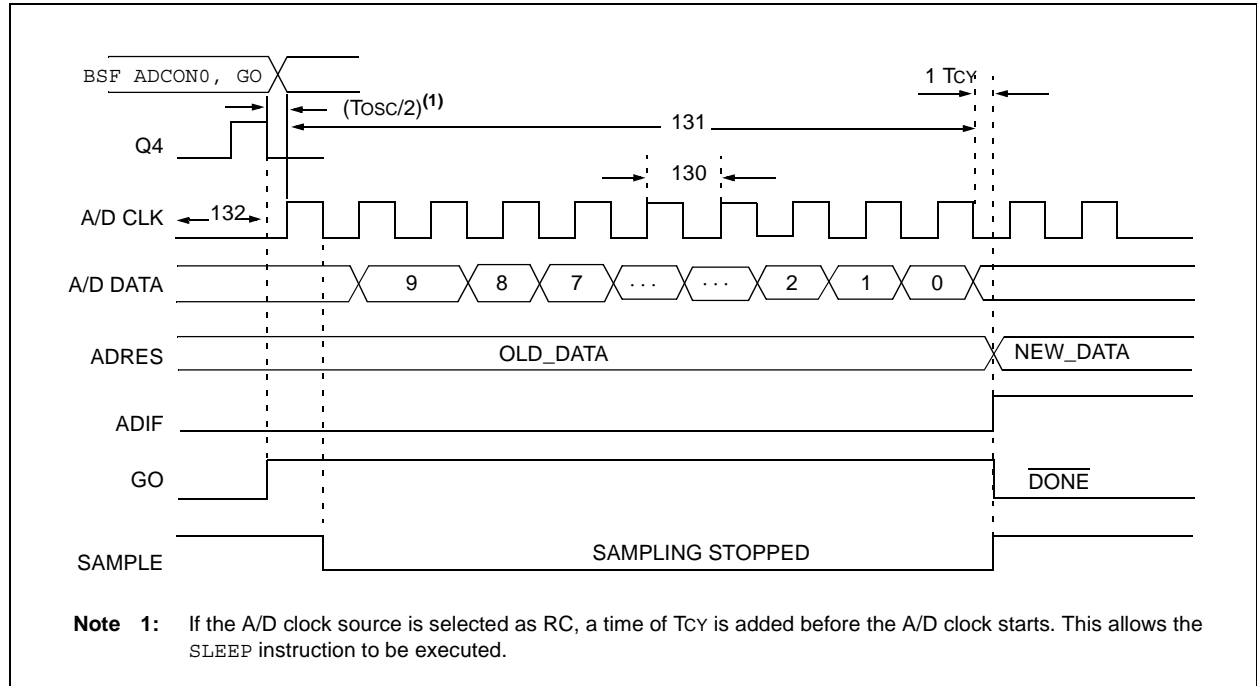 BSF ADCON0, GO
1 TCY
(TOSC/2)(1)
131
Q4
130
A/D CLK
132
A/D DATA
9 8 7 . . . . . . 2 1 0
ADRES
OLD_DATA
NEW_DATA
ADIF
GO
DONE
SAMPLING STOPPED
SAMPLE
Note 1: If the A/D clock source is selected as RC, a time of TCY is added before the A/D clock starts. This allows the
SLEEP instruction to be executed.